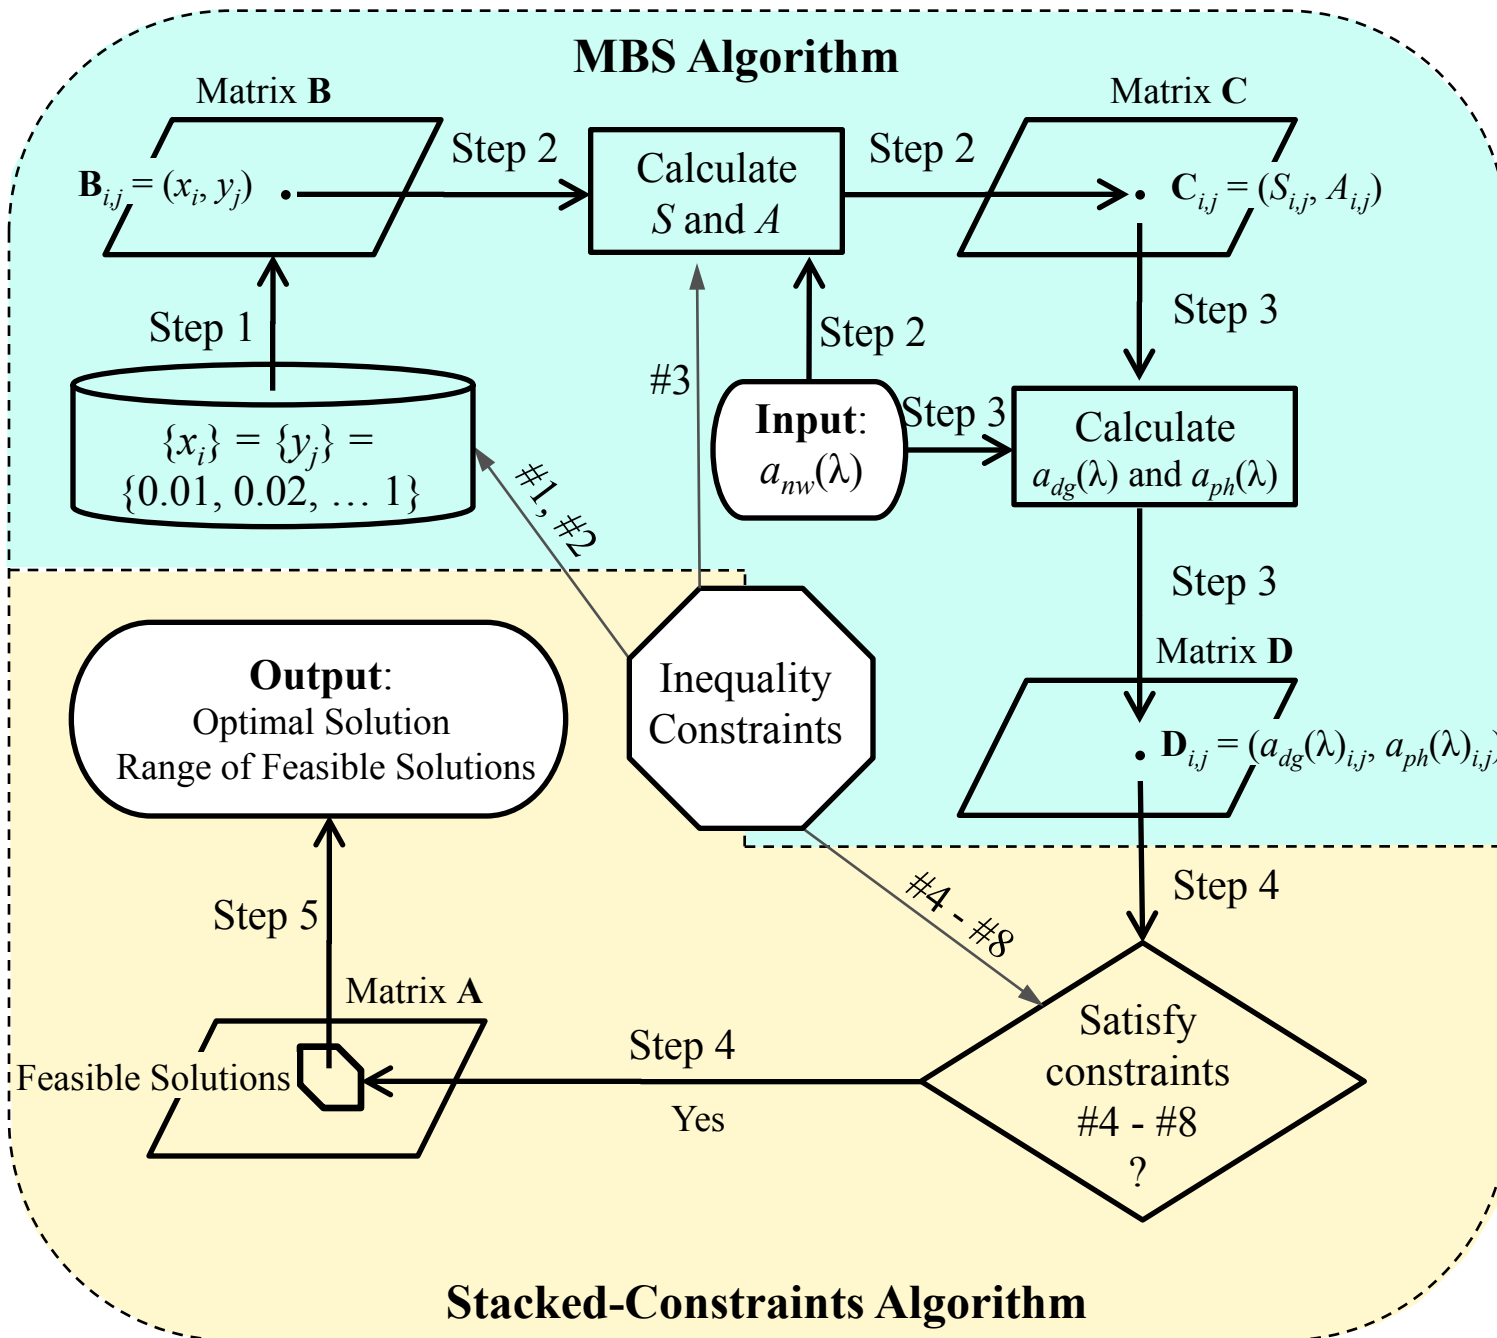 MBS Algorithm
Matrix B
Matrix C
Step 2
Step 2
B_{i,j} = (x_i, y_j)
Calculate
S and A
C_{i,j} = (S_{i,j}, A_{i,j})
Step 1
Step 2
Step 3
#3
{x_i} = {y_j} =
{0.01, 0.02, … 1}
Input:
a_{nw}(λ)
Step 3
Calculate
a_{dg}(λ) and a_{ph}(λ)
#1, #2
Step 3
Matrix D
D_{i,j} = (a_{dg}(λ)_{i,j}, a_{ph}(λ)_{i,j})
Inequality
Constraints
Output:
Optimal Solution
Range of Feasible Solutions
#4 - #8
Step 4
Step 5
Matrix A
Feasible Solutions
Step 4
Yes
Satisfy
constraints
#4 - #8
?
Stacked-Constraints Algorithm